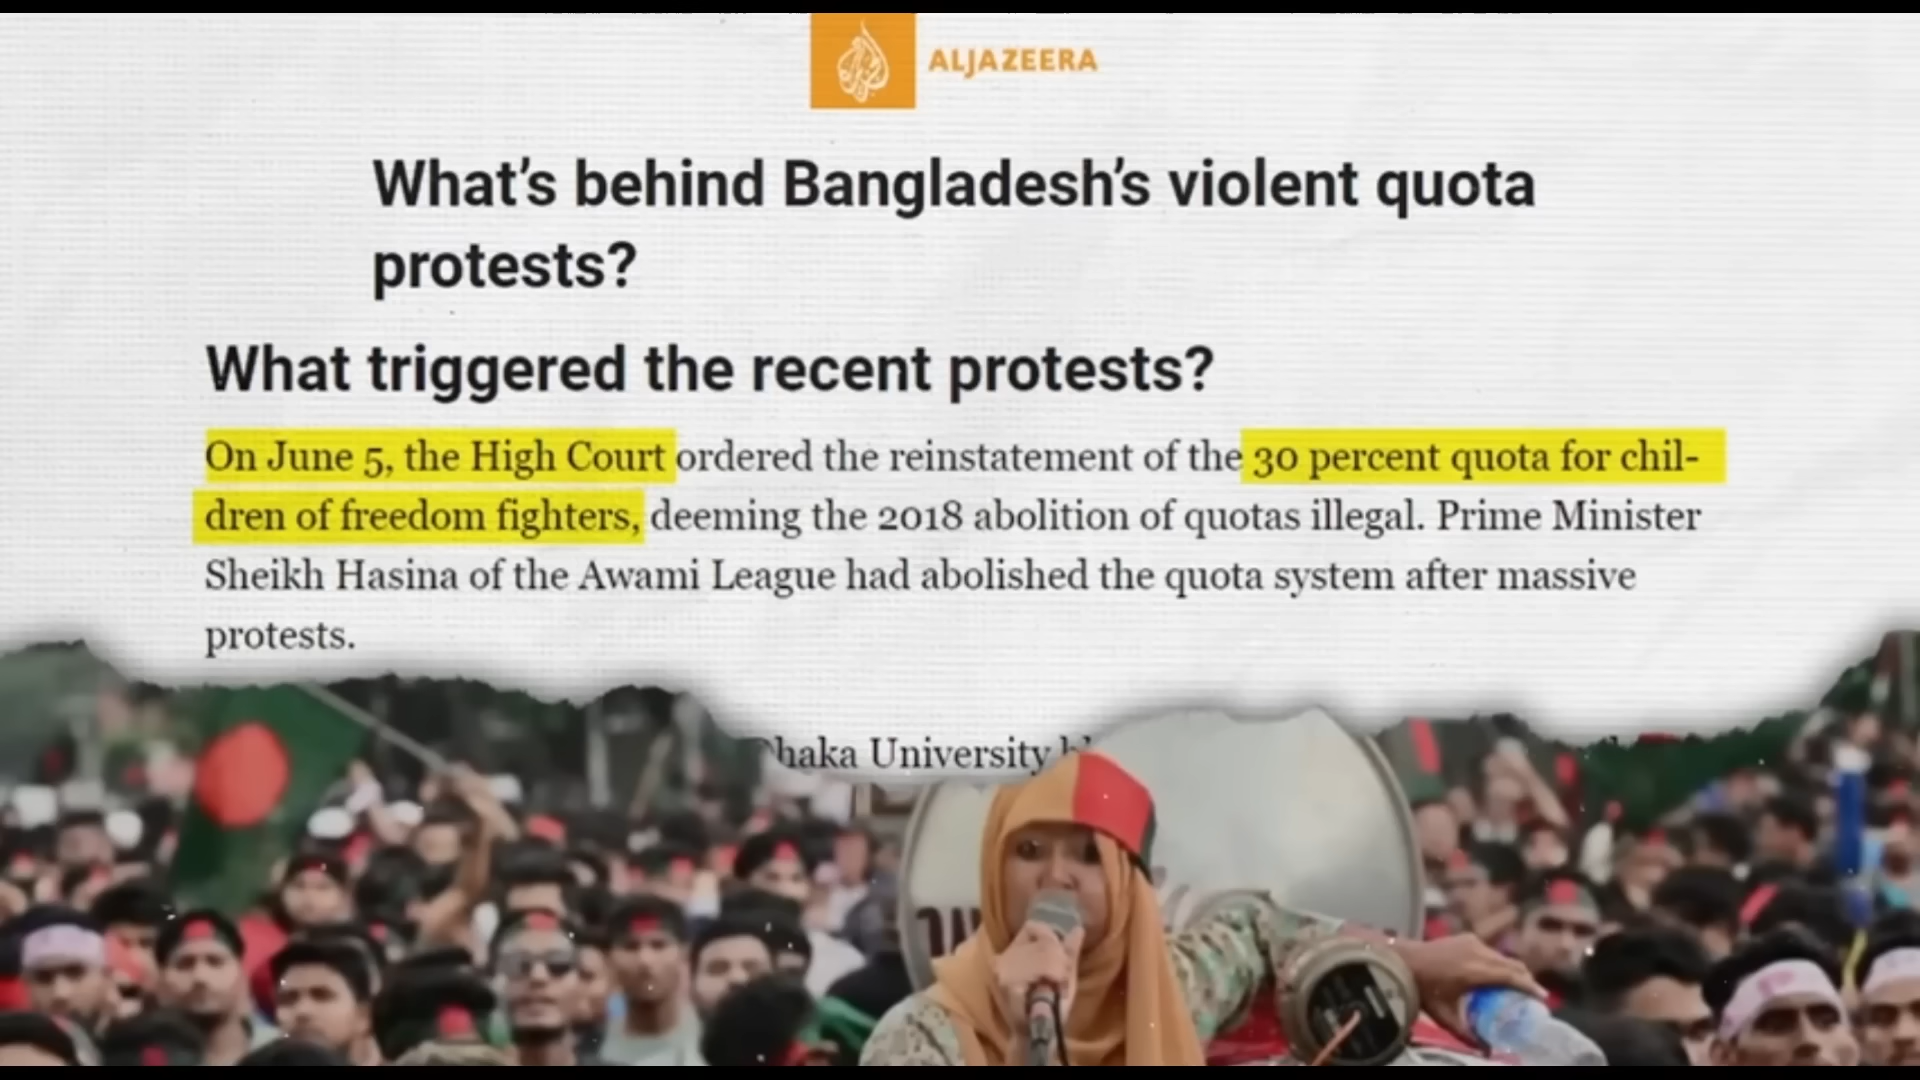 ALJAZEERA
What's behind Bangladesh's violent quota
protests?
What triggered the recent protests?
On June 5, the High Court ordered the reinstatement of the 30 percent quota for chil-
dren of freedom fighters, deeming the 2018 abolition of quotas illegal. Prime Minister
Sheikh Hasina of the Awami League had abolished the quota system after massive
protests.
University